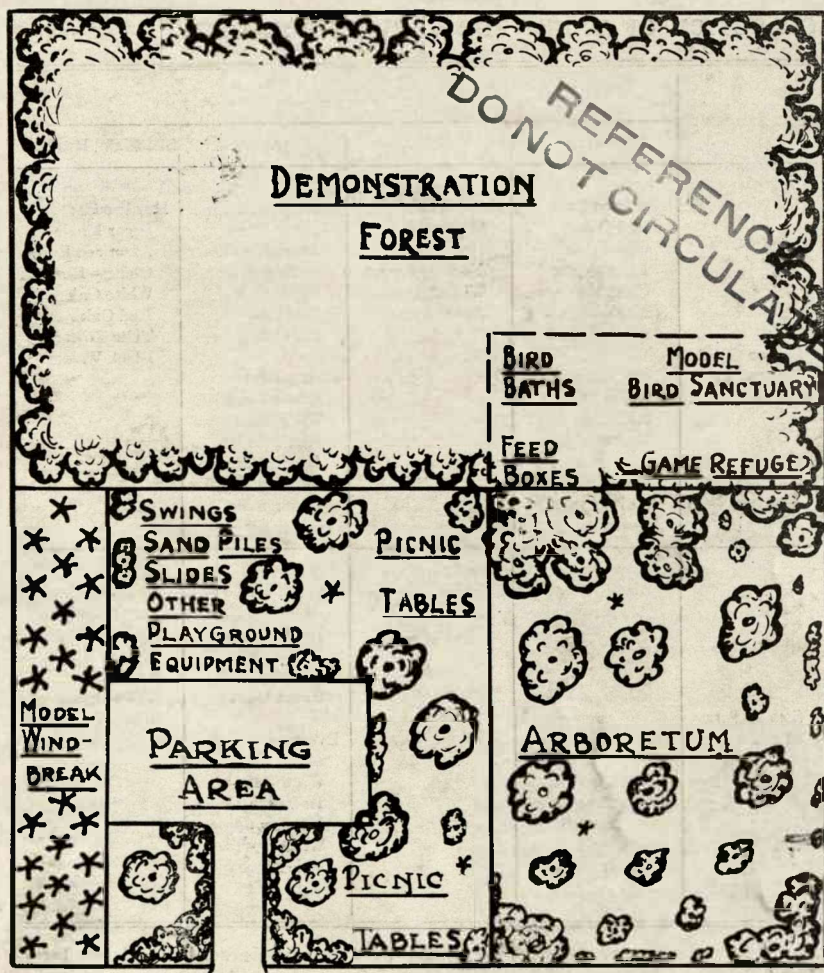 REFERENCE
DO NOT CIRCULATE
DEMONSTRATION
FOREST
BIRD
BATHS
MODEL
BIRD SANCTUARY
FEED
BOXES
GAME REFUGE
SWINGS
SAND PILES
SLIDES
OTHER
PLAYGROUND
EQUIPMENT
PICNIC
TABLES
MODEL
WIND-
BREAK
PARKING
AREA
ARBORETUM
PICNIC
TABLES